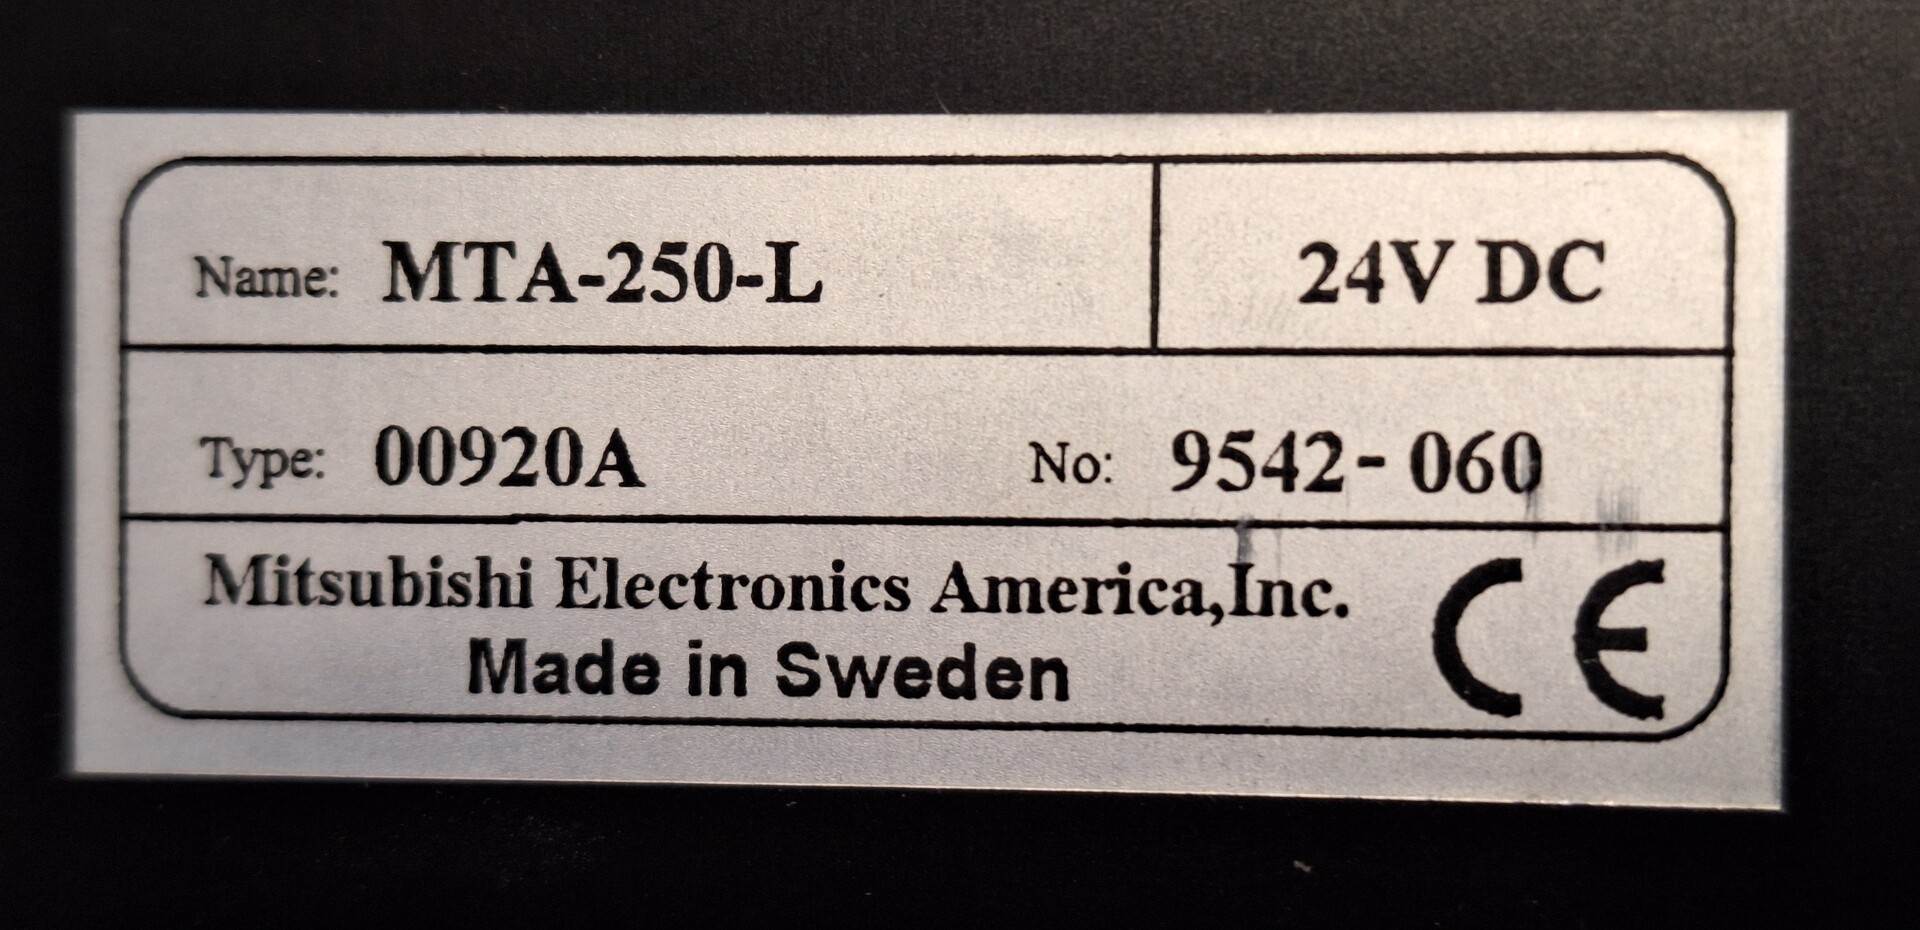 Name: MTA-250-L 24V DC
Type: 00920A No: 9542- 060
Mitsubishi Electronics America,Inc.
Made in Sweden
CE